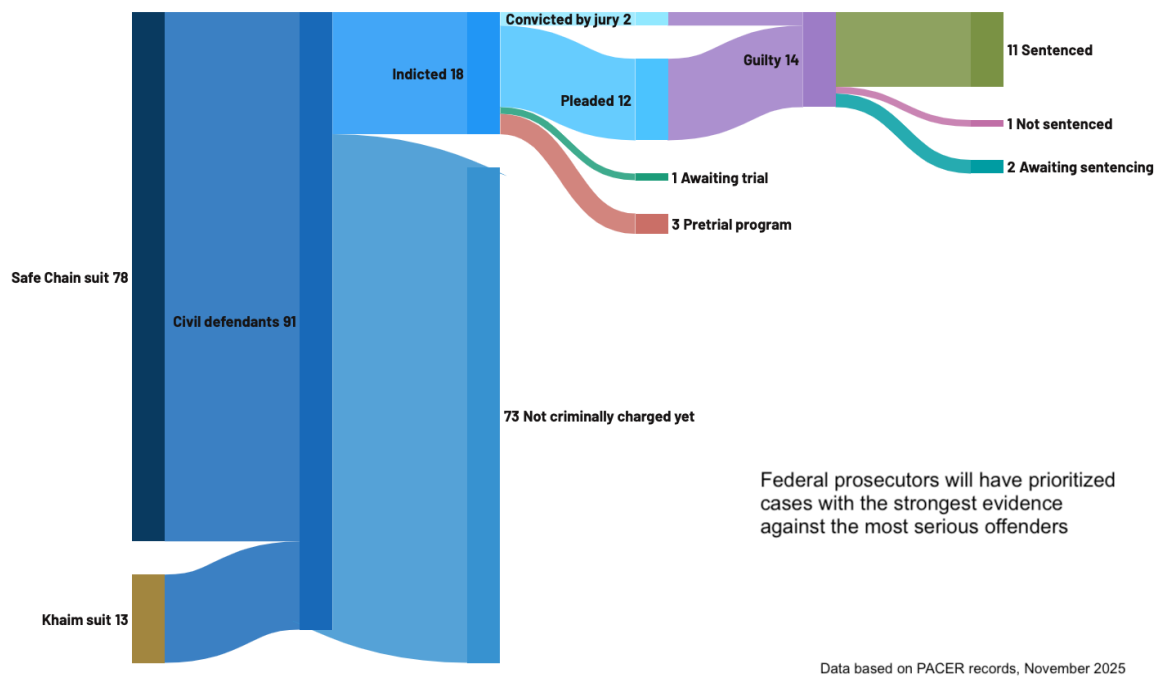 Convicted by jury 2
11 Sentenced
Guilty 14
Indicted 18
Pleaded 12
1 Not sentenced
2 Awaiting sentencing
1 Awaiting trial
3 Pretrial program
Safe Chain suit 78
Civil defendants 91
73 Not criminally charged yet
Federal prosecutors will have prioritized
cases with the strongest evidence
against the most serious offenders
Khaim suit 13
Data based on PACER records, November 2025